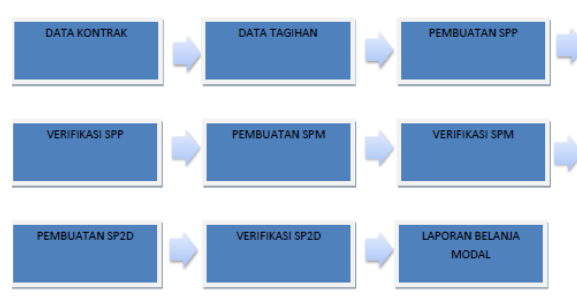 DATA KONTRAK
DATA TAGIHAN
PEMBUATAN SPP
VERIFIKASI SPP
PEMBUATAN SPM
VERIFIKASI SPM
PEMBUATAN SP2D
VERIFIKASI SP2D
LAPORAN BELANJA
MODAL